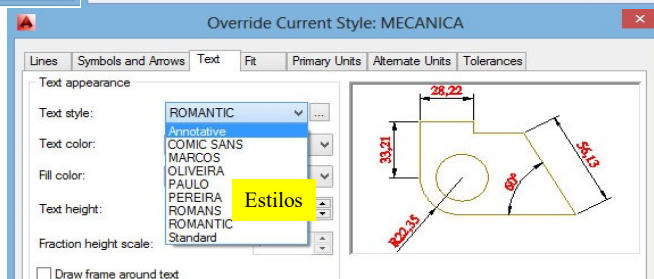 Override Current Style: MECANICA
Lines Symbols and Arrows Text Fit Primary Units Alternate Units Tolerances
Text appearance
Text style: ROMANTIC ...
Annotative
Text color: COMIC SANS
MARCOS
Fill color: OLIVEIRA
PAULO
PEREIRA
Text height: ROMANS
ROMANTIC
Fraction height scale: Standard
Draw frame around text
Estilos
28,22
33,21
56,13
60°
R22,35